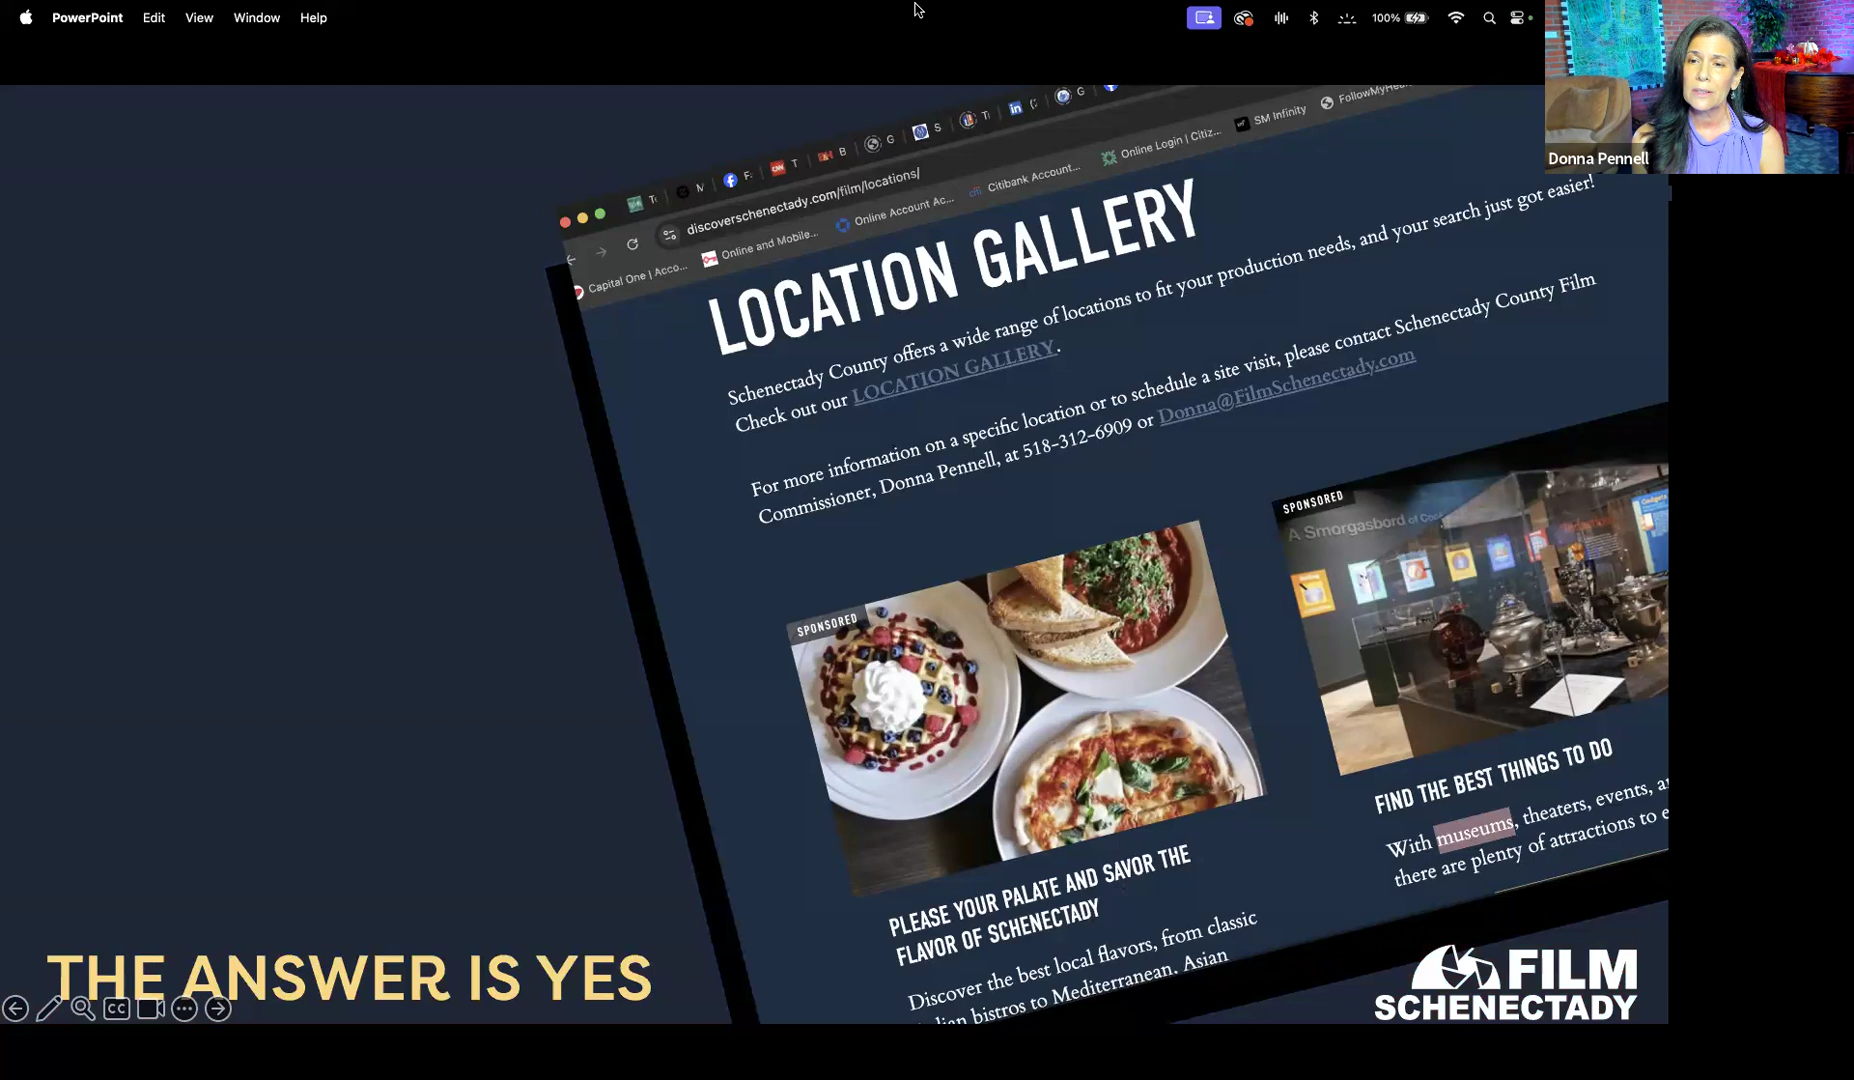 PowerPoint Edit View Window Help
100%
Donna Pennell
discoverschenectady.com/film/locations/
Capital One | Acco...
Online and Mobile...
Online Account Ac...
Citibank Account...
Online Login | Citiz...
SM Infinity
LOCATION GALLERY
Schenectady County offers a wide range of locations to fit your production needs, and your search just got easier!
Check out our LOCATION GALLERY.
For more information on a specific location or to schedule a site visit, please contact Schenectady County Film
Commissioner, Donna Pennell, at 518-312-6909 or Donna@FilmSchenectady.com
SPONSORED
PLEASE YOUR PALATE AND SAVOR THE
FLAVOR OF SCHENECTADY
Discover the best local flavors, from classic
bistros to Mediterranean, Asian
SPONSORED
A Smorgasbord of
FIND THE BEST THINGS TO DO
With museums, theaters, events,
there are plenty of attractions to
THE ANSWER IS YES
CC
FILM
SCHENECTADY